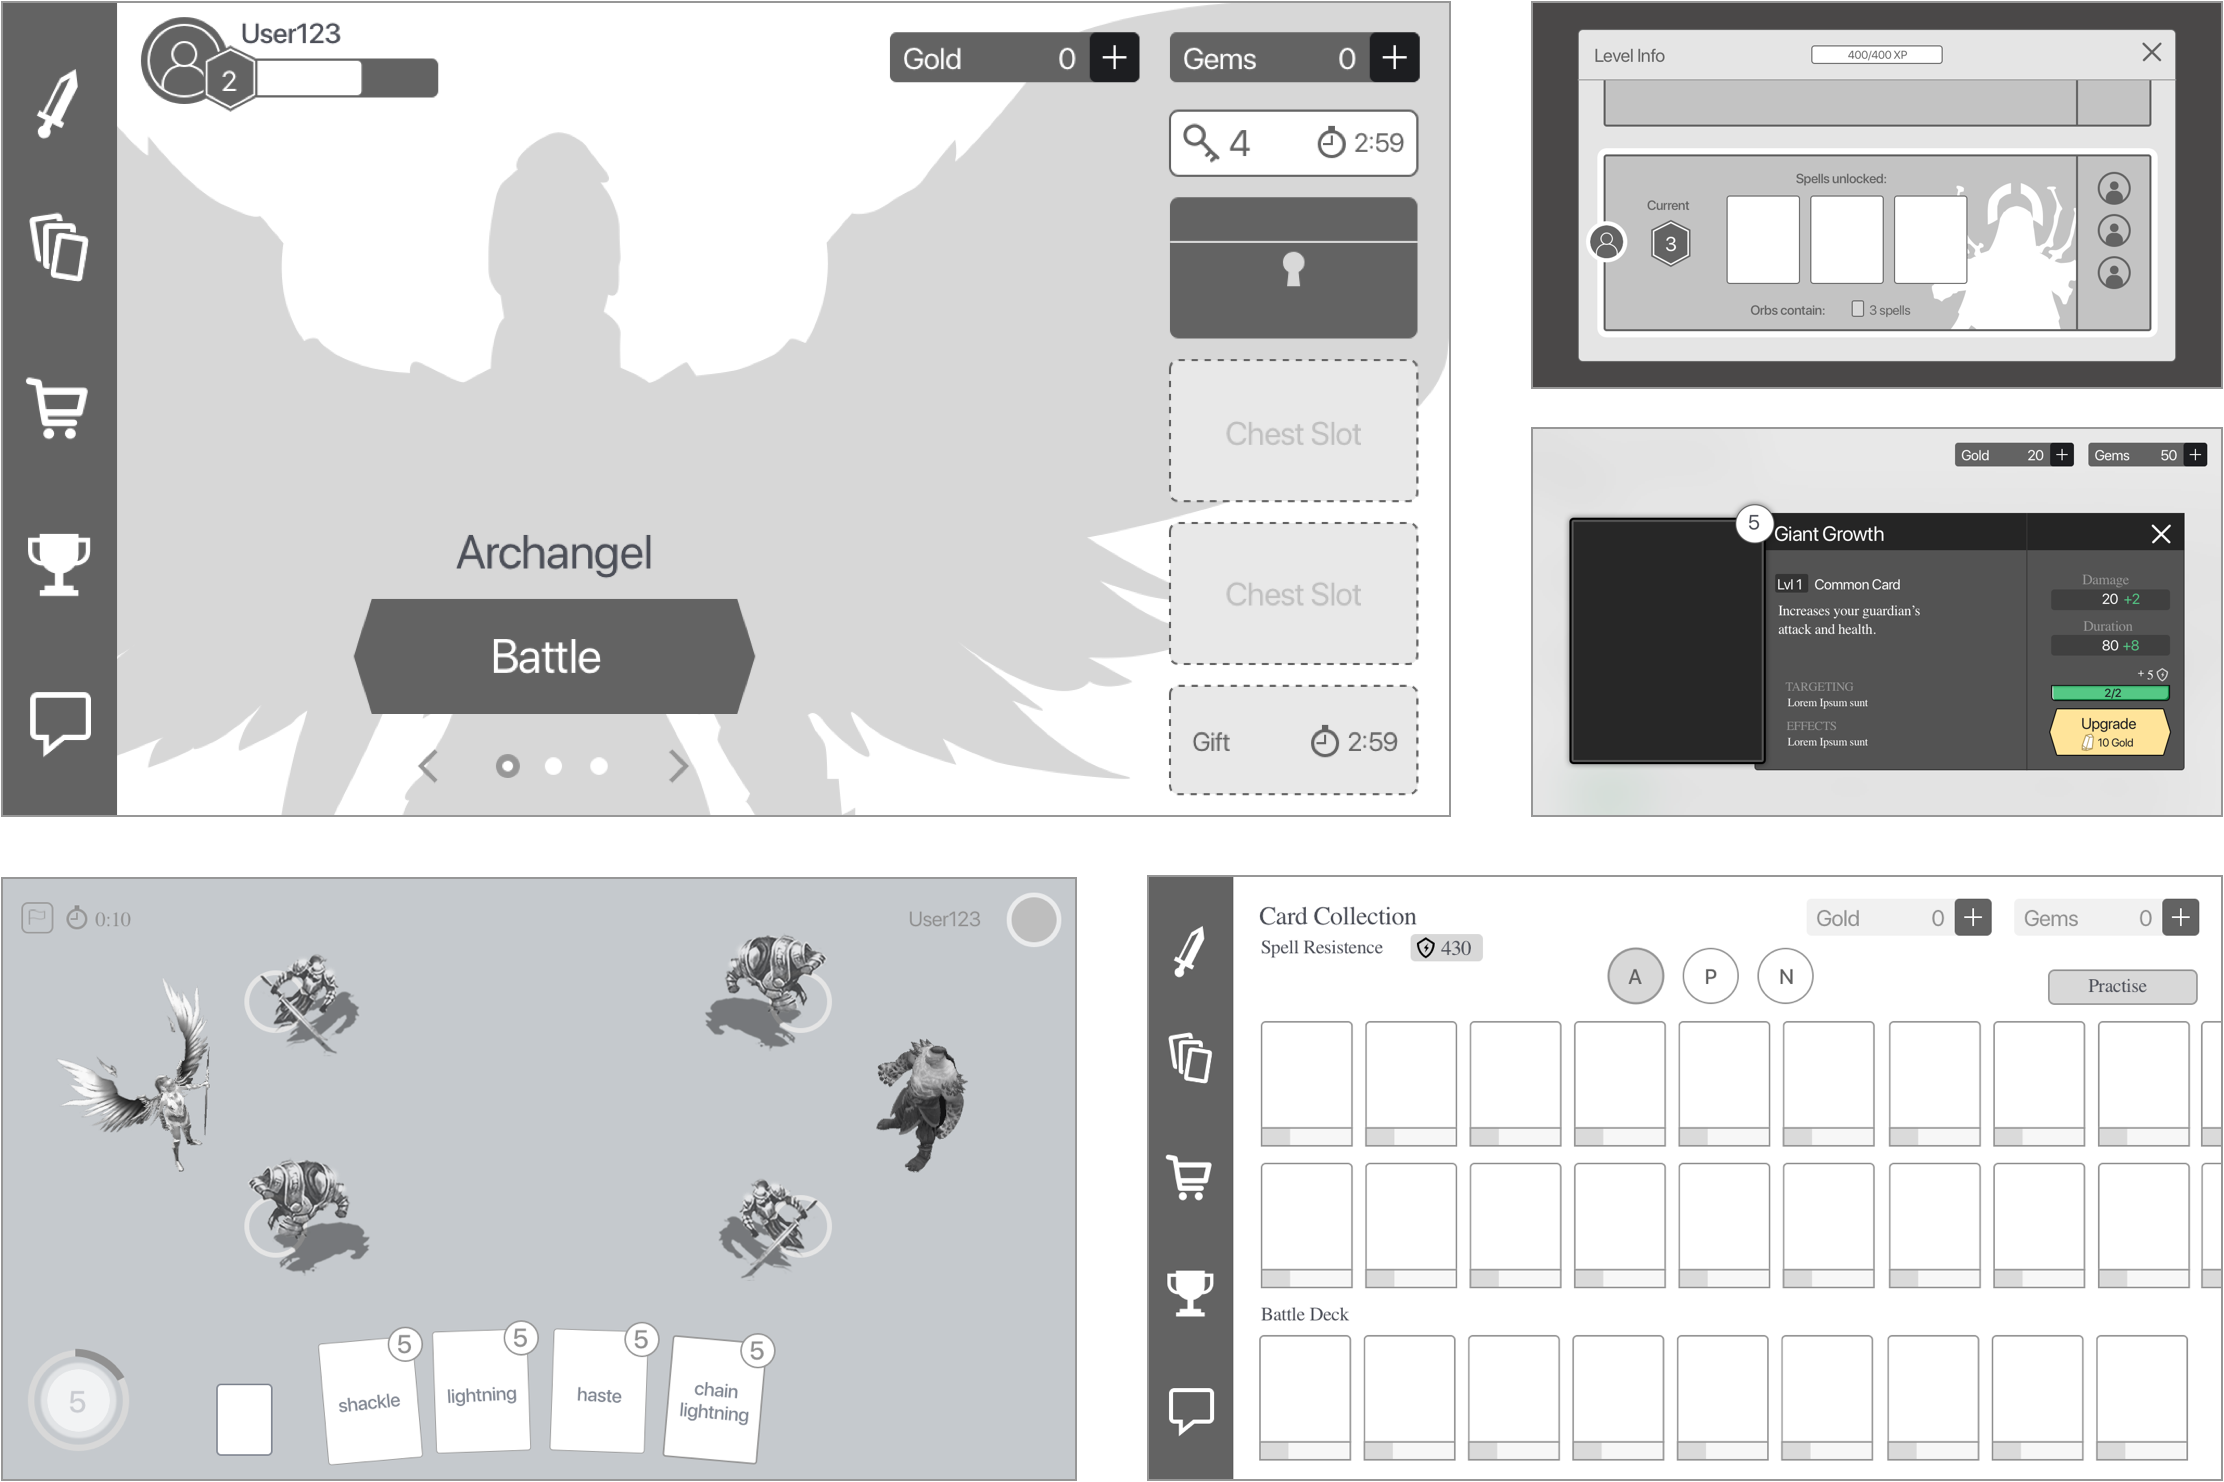 User123
2
Gold 0 +
Gems 0 +
4 2:59
Chest Slot
Chest Slot
Gift 2:59
Archangel
Battle
Level Info
400/400 XP
Spells unlocked:
Current
3
Orbs contain: 3 spells
Gold 20 +
Gems 50 +
5
Giant Growth
Lvl 1 Common Card
Increases your guardian's
attack and health.
TARGETING
Lorem Ipsum sunt
EFFECTS
Lorem Ipsum sunt
Damage
20 +2
Duration
80 +8
+ 5
2/2
Upgrade
10 Gold
0:10
User123
5
5
shackle
5
lightning
5
haste
5
chain
lightning
Card Collection
Spell Resistence 430
Gold 0 +
Gems 0 +
A P N
Practise
Battle Deck